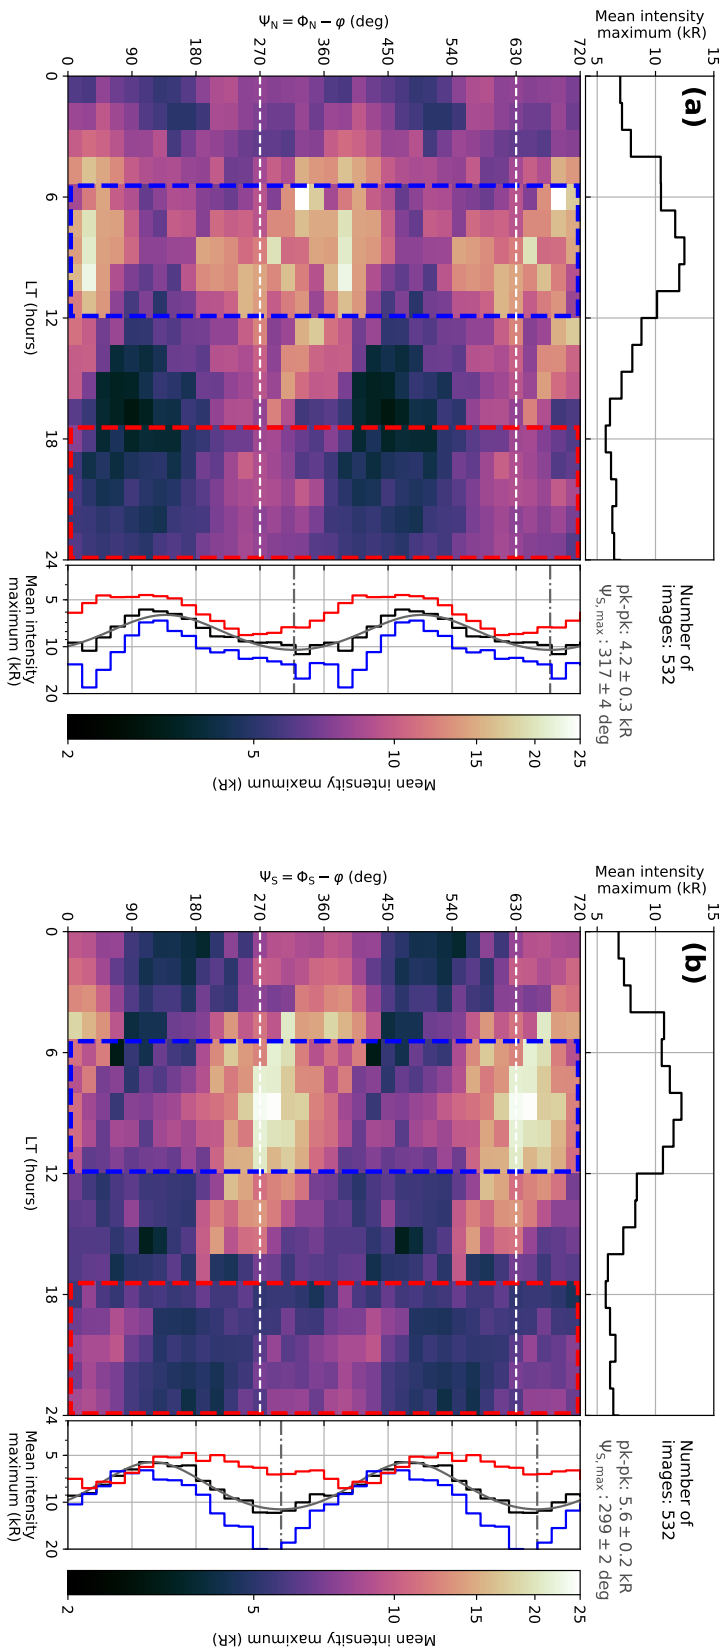 (a)
Mean intensity
maximum (kR)
5
10
15
Number of
images: 532
pk-pk: 4.2 ± 0.3 kR
Ψ_S,max.: 317 ± 4 deg
Ψ_N = Φ_N − φ (deg)
0
90
180
270
360
450
540
630
720
0
6
12
18
24
LT (hours)
4
5
10
20
Mean intensity
maximum (kR)
2
5
10
15
20
25
Mean intensity maximum (kR)
(b)
Mean intensity
maximum (kR)
5
10
15
Number of
images: 532
pk-pk: 5.6 ± 0.2 kR
Ψ_S,max.: 299 ± 2 deg
Ψ_S = Φ_S − φ (deg)
0
90
180
270
360
450
540
630
720
0
6
12
18
24
LT (hours)
4
5
10
20
Mean intensity
maximum (kR)
2
5
10
15
20
25
Mean intensity maximum (kR)